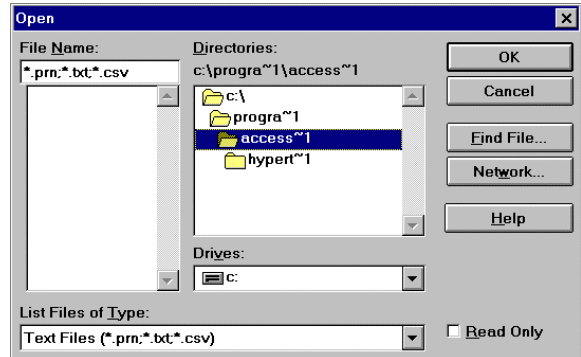 Open
File Name:
*.prn;*.txt;*.csv
Directories:
c:\progra~1\access~1
c:\
progra~1
access~1
hypert~1
Drives:
c:
List Files of Type:
Text Files (*.prn;*.txt;*.csv)
OK
Cancel
Find File...
Network...
Help
Read Only